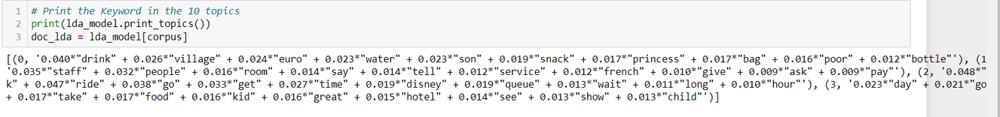 1 # Print the Keyword in the 10 topics
2 print(lda_model.print_topics())
3 doc_lda = lda_model[corpus]
[(0, '0.040*"drink" + 0.026*"village" + 0.024*"euro" + 0.023*"water" + 0.023*"son" + 0.019*"snack" + 0.017*"princess" + 0.017*"bag" + 0.016*"poor" + 0.012*"bottle"'), (1
'0.035*"staff" + 0.032*"people" + 0.016*"room" + 0.014*"say" + 0.014*"tell" + 0.012*"service" + 0.012*"french" + 0.010*"give" + 0.009*"ask" + 0.009*"pay"'), (2, '0.048*"
k" + 0.047*"ride" + 0.038*"go" + 0.033*"get" + 0.027*"time" + 0.019*"disney" + 0.019*"queue" + 0.013*"wait" + 0.011*"long" + 0.010*"hour"'), (3, '0.023*"day" + 0.021*"go
+ 0.017*"take" + 0.017*"food" + 0.016*"kid" + 0.016*"great" + 0.015*"hotel" + 0.014*"see" + 0.013*"show" + 0.013*"child"')]